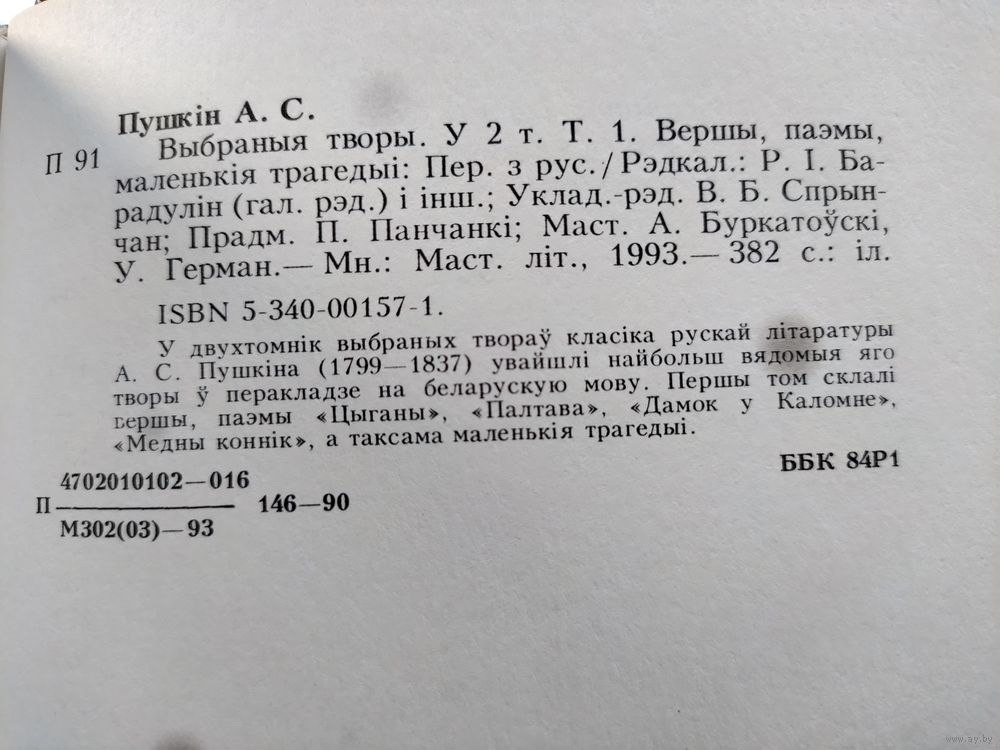 Пушкін А. С.
П 91 Выбраныя творы. У 2 т. Т. 1. Вершы, паэмы,
маленькія трагедыі: Пер. з рус./Рэдкал.: Р. І. Ба-
радулін (гал. рэд.) і інш.; Уклад.-рэд. В. Б. Спрын-
чан; Прадм. П. Панчанкі; Маст. А. Буркатоўскі,
У. Герман.— Мн.: Маст. літ., 1993.— 382 с.: іл.
ISBN 5-340-00157-1.
У двухтомнік выбраных твораў класіка рускай літаратуры
А. С. Пушкіна (1799—1837) увайшлі найбольш вядомыя яго
творы ў перакладзе на беларускую мову. Першы том склалі
вершы, паэмы «Цыганы», «Палтава», «Дамок у Каломне»,
«Медны коннік», а таксама маленькія трагедыі.
ББК 84Р1
4702010102—016
П 146—90
М302(03)—93
www.ay.by